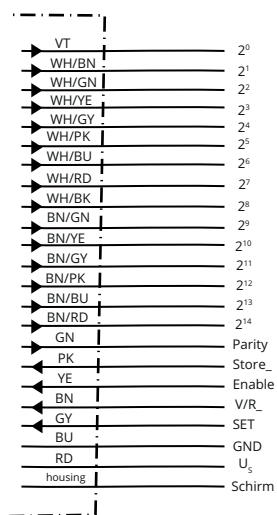 VT 2⁰
WH/BN 2¹
WH/GN 2²
WH/YE 2³
WH/GY 2⁴
WH/PK 2⁵
WH/BU 2⁶
WH/RD 2⁷
WH/BK 2⁸
BN/GN 2⁹
BN/YE 2¹⁰
BN/GY 2¹¹
BN/PK 2¹²
BN/BU 2¹³
BN/RD 2¹⁴
GN Parity
PK Store_
YE Enable
BN V/R_
GY SET
BU GND
RD Uₛ
housing Schirm